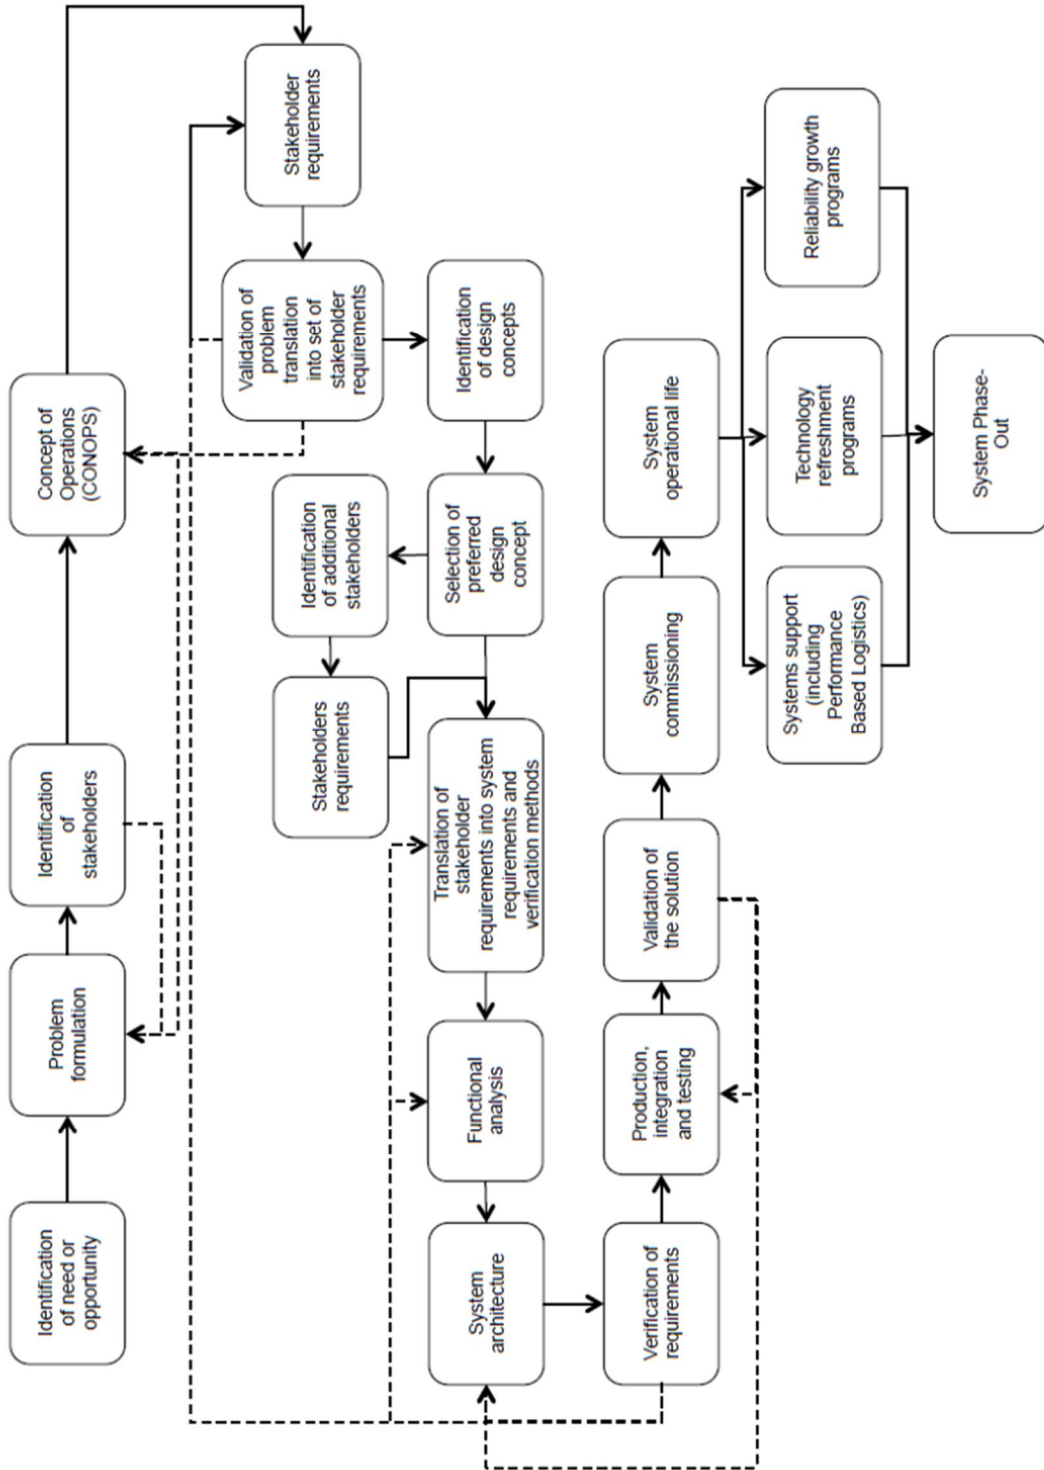 Identification
of need or
opportunity
Problem
formulation
Identification
of
stakeholders
Concept of
Operations
(CONOPS)
Stakeholder
requirements
Validation of
problem
translation
into set of
stakeholder
requirements
Identification
of design
concepts
Selection of
preferred
design
concept
Identification
of additional
stakeholders
Stakeholders
requirements
Translation of
stakeholder
requirements into system
requirements and
verification methods
Functional
analysis
System
architecture
Verification of
requirements
Production,
integration
and testing
Validation of
the solution
System
commissioning
System
operational life
Systems support
(including
Performance
Based Logistics)
Technology
refreshment
programs
Reliability growth
programs
System Phase-
Out